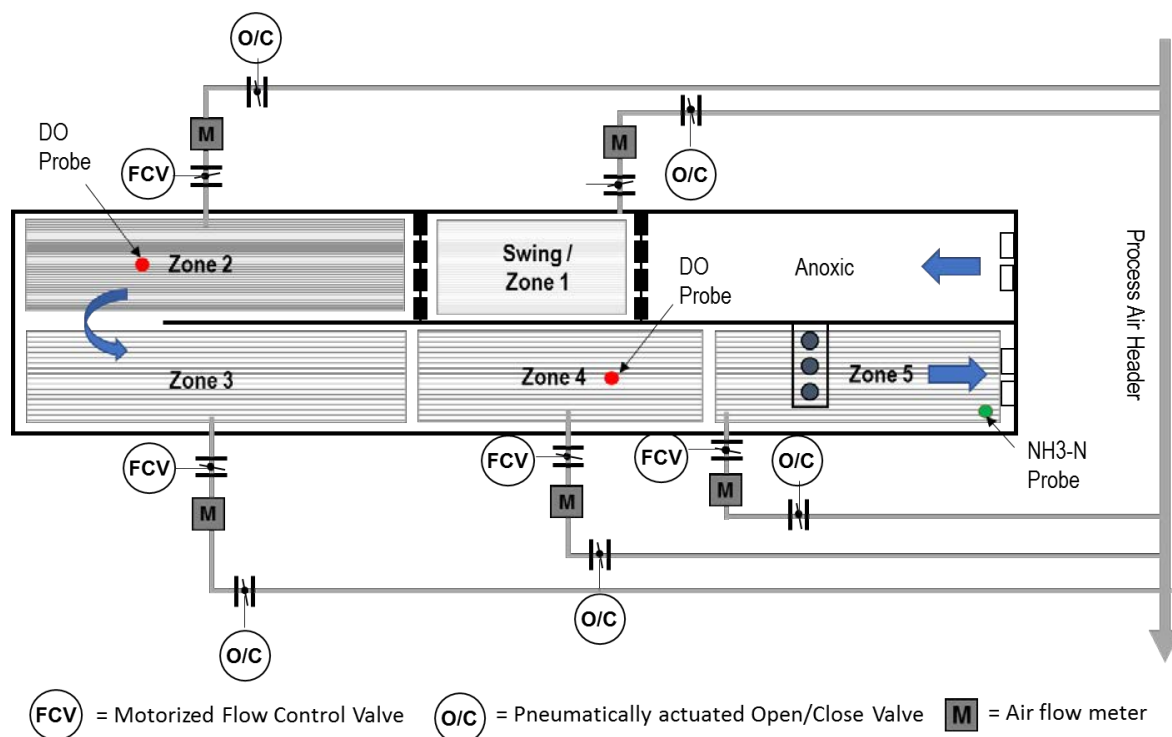 O/C
M
O/C
DO
Probe
FCV
M
Zone 2
Swing /
Zone 1
DO
Probe
Anoxic
Process Air Header
Zone 3
Zone 4
Zone 5
FCV
FCV
FCV
O/C
NH3-N
Probe
M
M
M
O/C
O/C
FCV = Motorized Flow Control Valve O/C = Pneumatically actuated Open/Close Valve M = Air flow meter